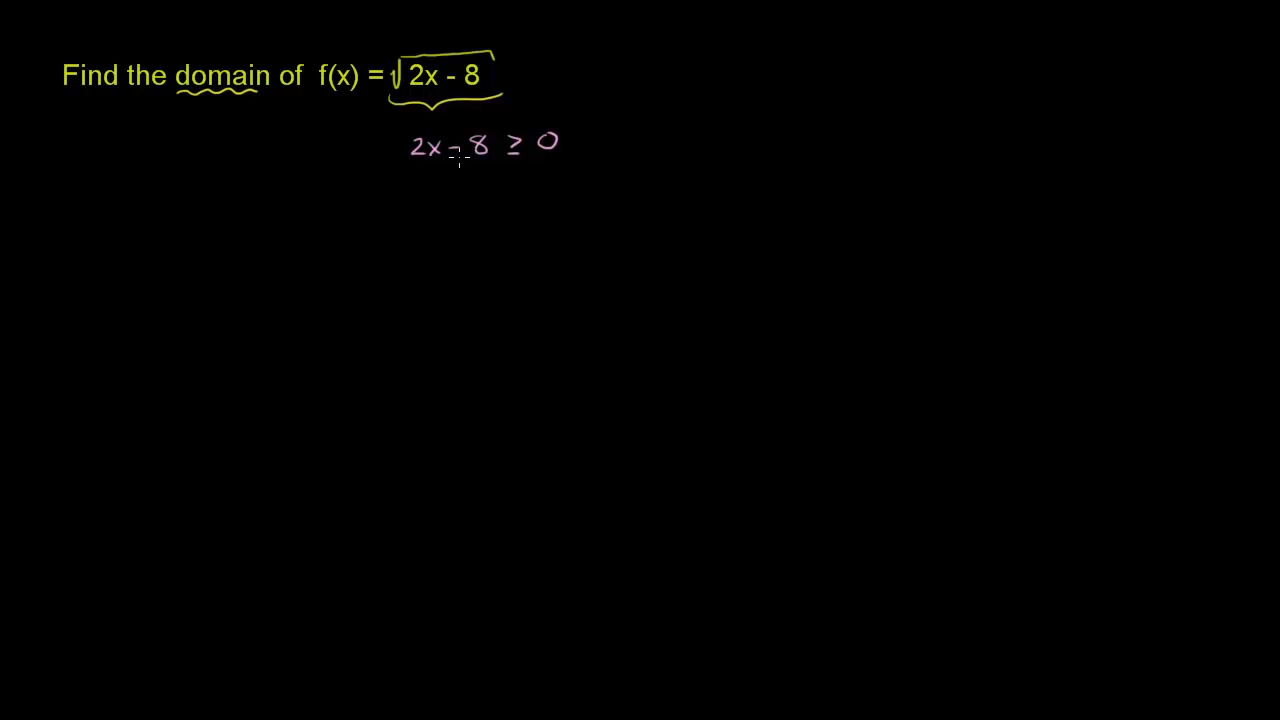 Find the domain of f(x) = √2x - 8
2x - 8 ≥ 0